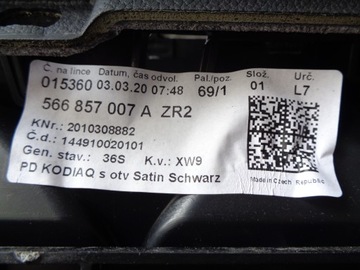 Č. na lince Datum, čas odvol. Pal./poz. Slož. Urč.
015360 03.03.20 07:48 69/1 01 L7
566 857 007 A ZR2
KNr.: 2010308882
Č.d.: 144910020101
Gen. stav.: 36S K.v.: XW9
PD KODIAQ s otv Satin Schwarz
Made in Czech Republic